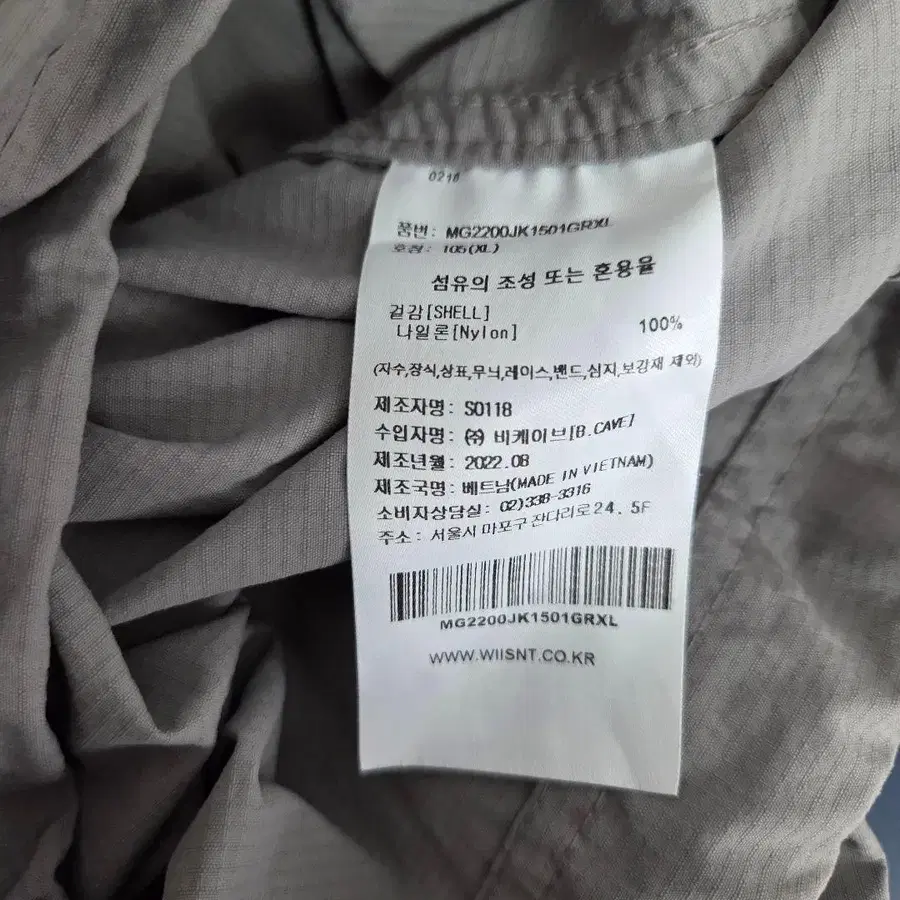 0218
품번: MG2200JK1501GRXL
호칭: 105(XL)
섬유의 조성 또는 혼용율
겉감[SHELL]
나일론[Nylon] 100%
(자수,장식,상표,무늬,레이스,밴드,심지,보강재 제외)
제조자명: S0118
수입자명: ㈜ 비케이브[B.CAVE]
제조년월: 2022.08
제조국명: 베트남(MADE IN VIETNAM)
소비자상담실: 02)338-3316
주소: 서울시 마포구 잔다리로24. 5F
MG2200JK1501GRXL
WWW.WIISNT.CO.KR